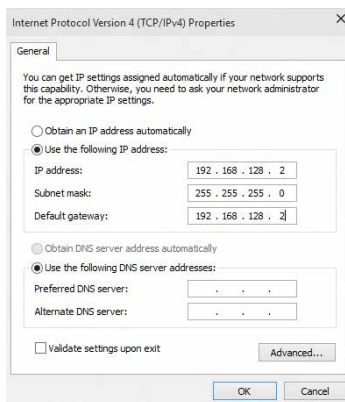 Internet Protocol Version 4 (TCP/IPv4) Properties
General
You can get IP settings assigned automatically if your network supports
this capability. Otherwise, you need to ask your network administrator
for the appropriate IP settings.
Obtain an IP address automatically
Use the following IP address:
IP address: 192 . 168 . 128 . 2
Subnet mask: 255 . 255 . 255 . 0
Default gateway: 192 . 168 . 128 . 2
Obtain DNS server address automatically
Use the following DNS server addresses:
Preferred DNS server: . . .
Alternate DNS server: . . .
Validate settings upon exit
Advanced...
OK Cancel